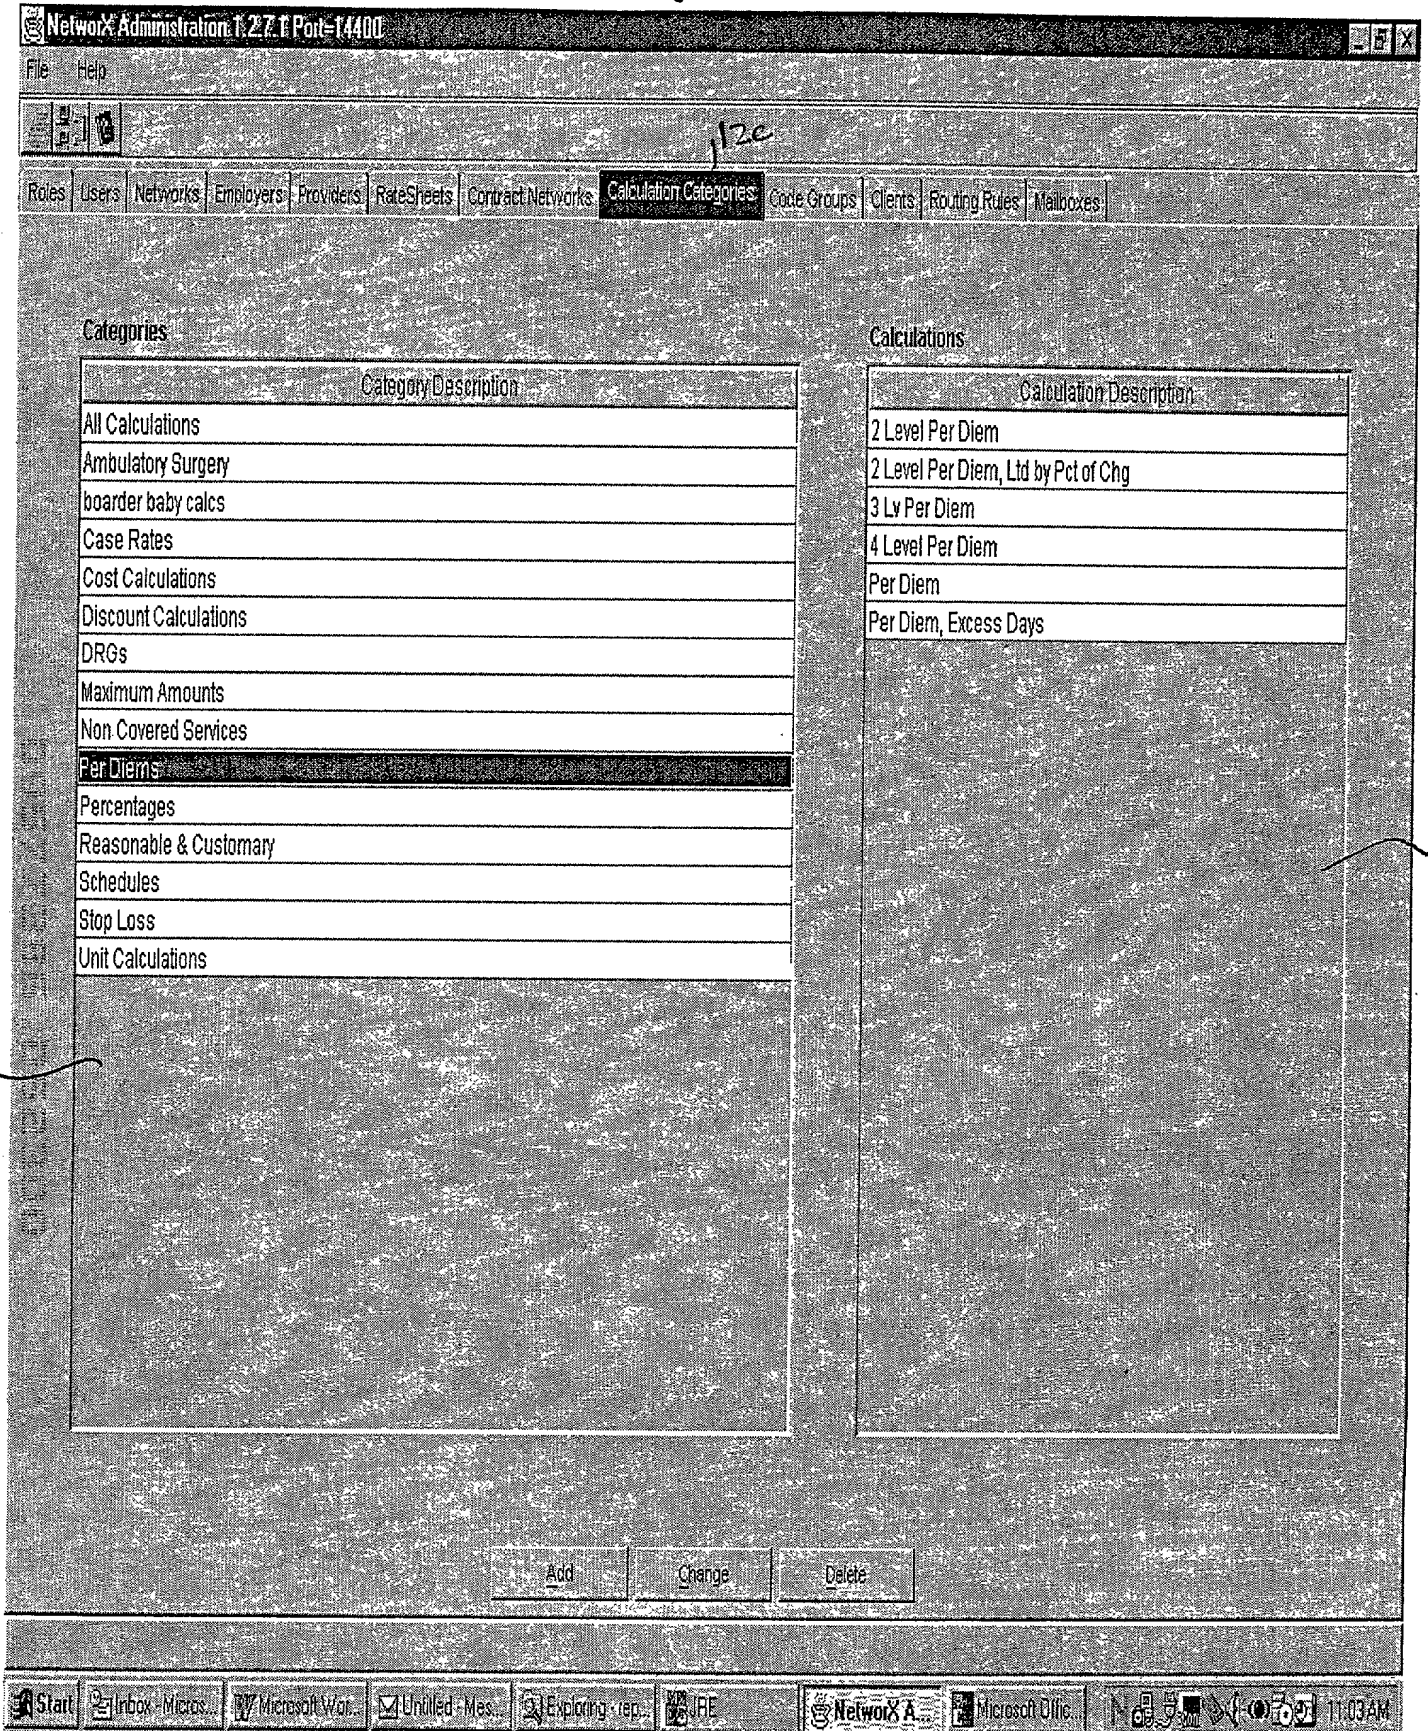 NetworX Administration 1.2.7.1 Port=14400
File Help
112c
Roles Users Networks Employers Providers RateSheets Contract Networks Calculation Categories Code Groups Clients Routing Rules Mailboxes
Categories
Category Description
All Calculations
Ambulatory Surgery
boarder baby calcs
Case Rates
Cost Calculations
Discount Calculations
DRGs
Maximum Amounts
Non Covered Services
Per Diems
Percentages
Reasonable & Customary
Schedules
Stop Loss
Unit Calculations
Calculations
Calculation Description
2 Level Per Diem
2 Level Per Diem, Ltd by Pct of Chg
3 Lv Per Diem
4 Level Per Diem
Per Diem
Per Diem, Excess Days
Add Change Delete
Start Inbox - Micros... Microsoft Wor... Untitled - Mes... Exploring - rep... JRE NetworX A... Microsoft Offic... 11:03 AM